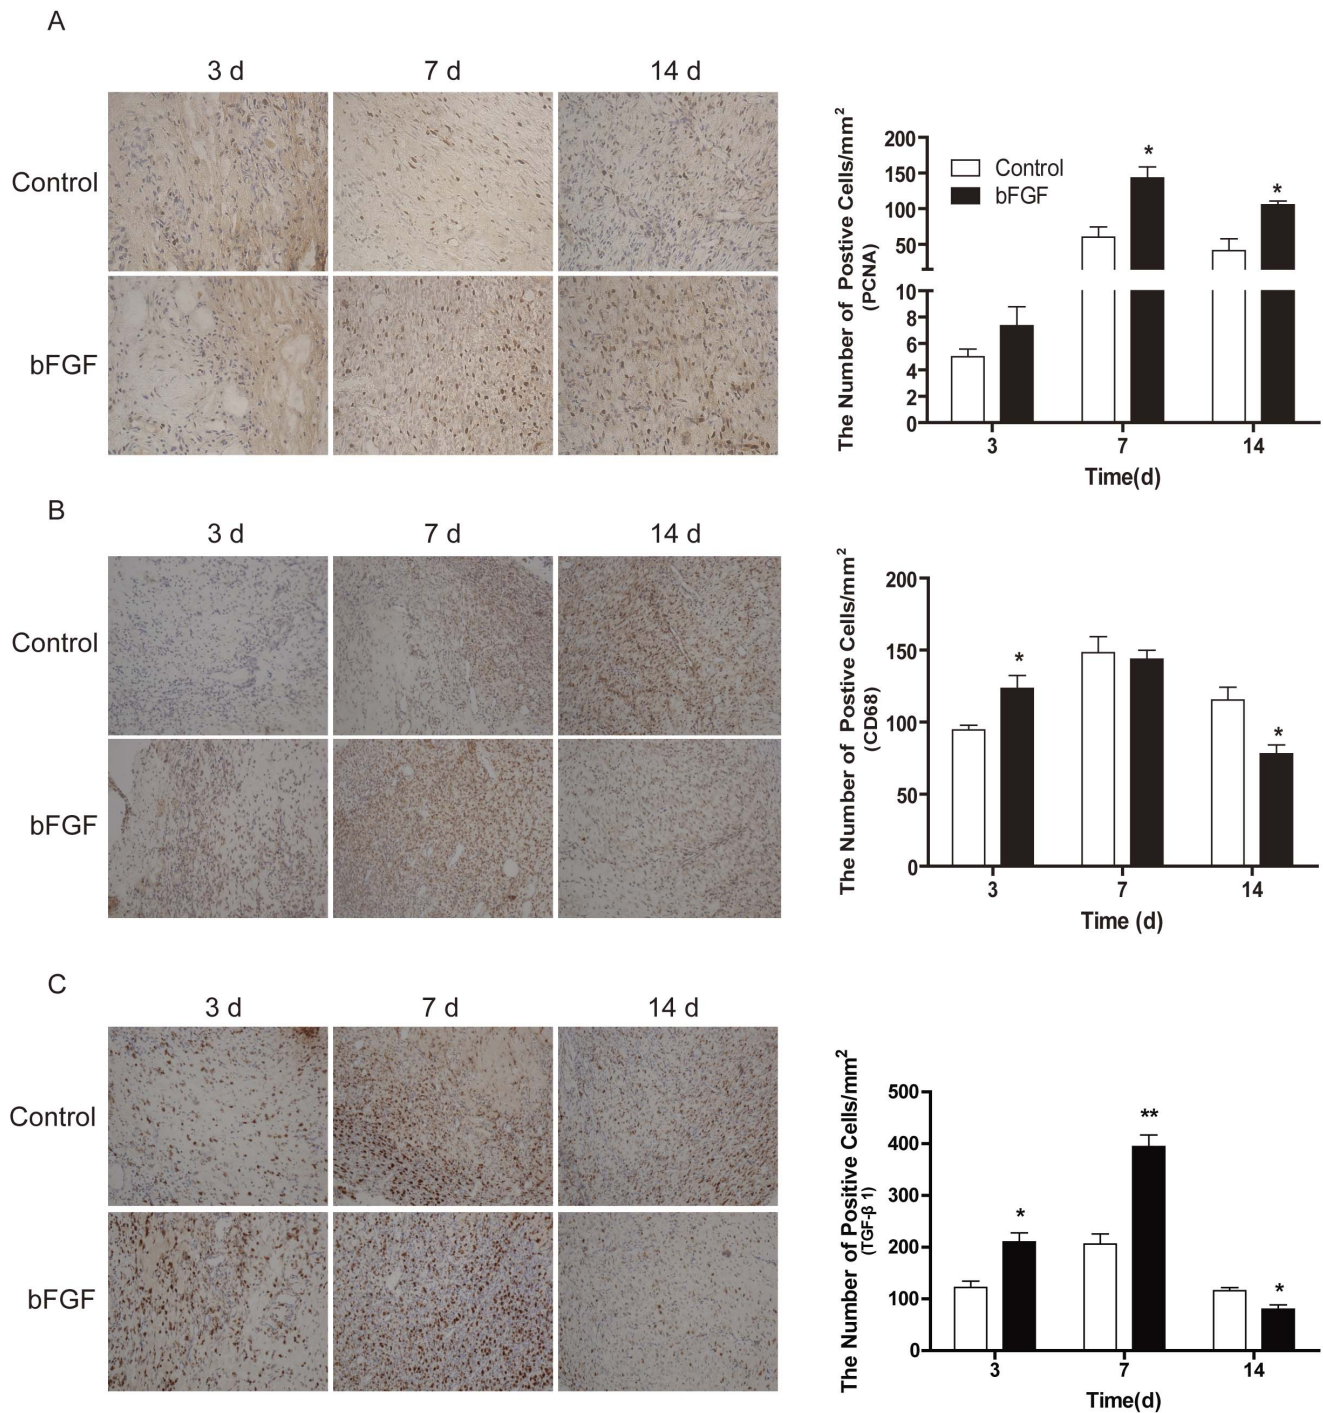 A
3 d 7 d 14 d
Control
bFGF
The Number of Postive Cells/mm²
(PCNA)
200
150
100
50
10
8
6
4
2
0
Control
bFGF
*
*
3 7 14
Time(d)
B
3 d 7 d 14 d
Control
bFGF
The Number of Postive Cells/mm²
(CD68)
200
150
100
50
0
*
*
3 7 14
Time (d)
C
3 d 7 d 14 d
Control
bFGF
The Number of Positive Cells/mm²
(TGF-β 1)
500
400
300
200
100
0
*
**
*
3 7 14
Time(d)